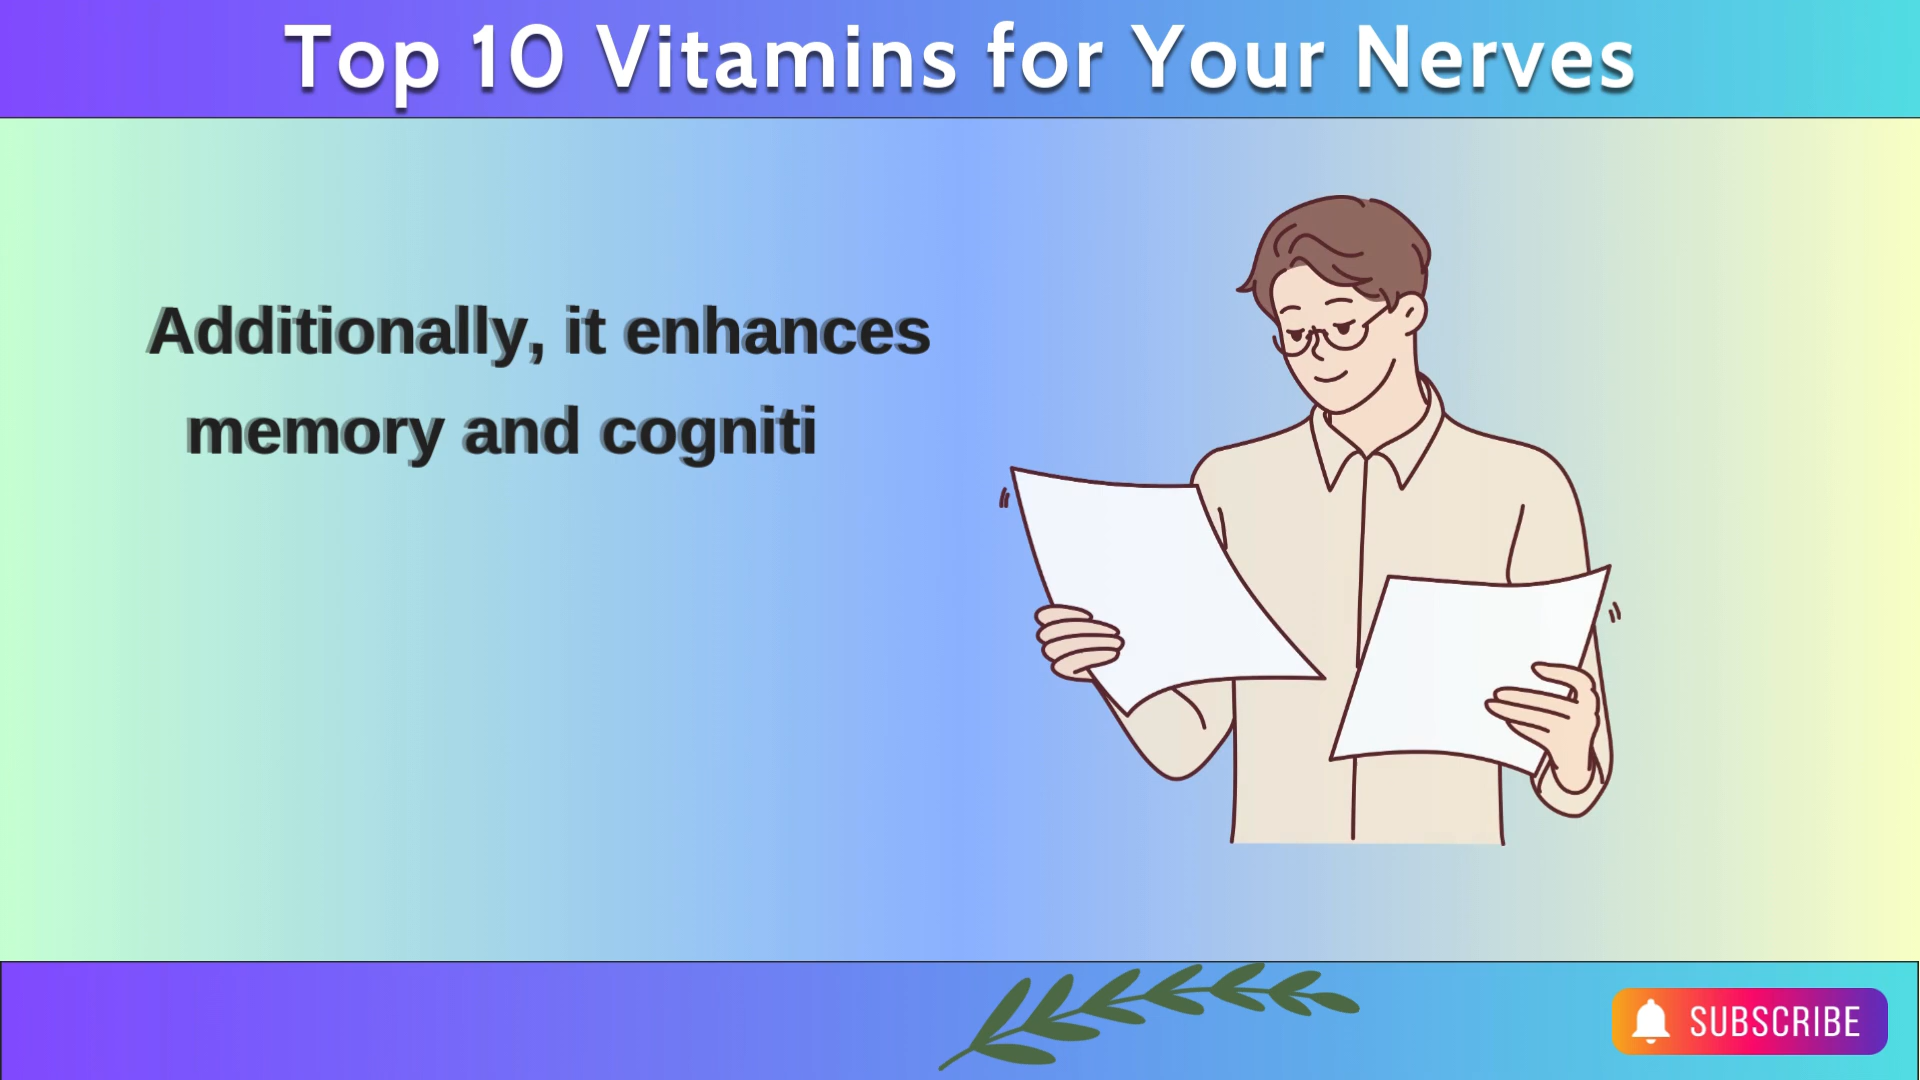 Top 10 Vitamins for Your Nerves
Additionally, it enhances
memory and cogniti
SUBSCRIBE